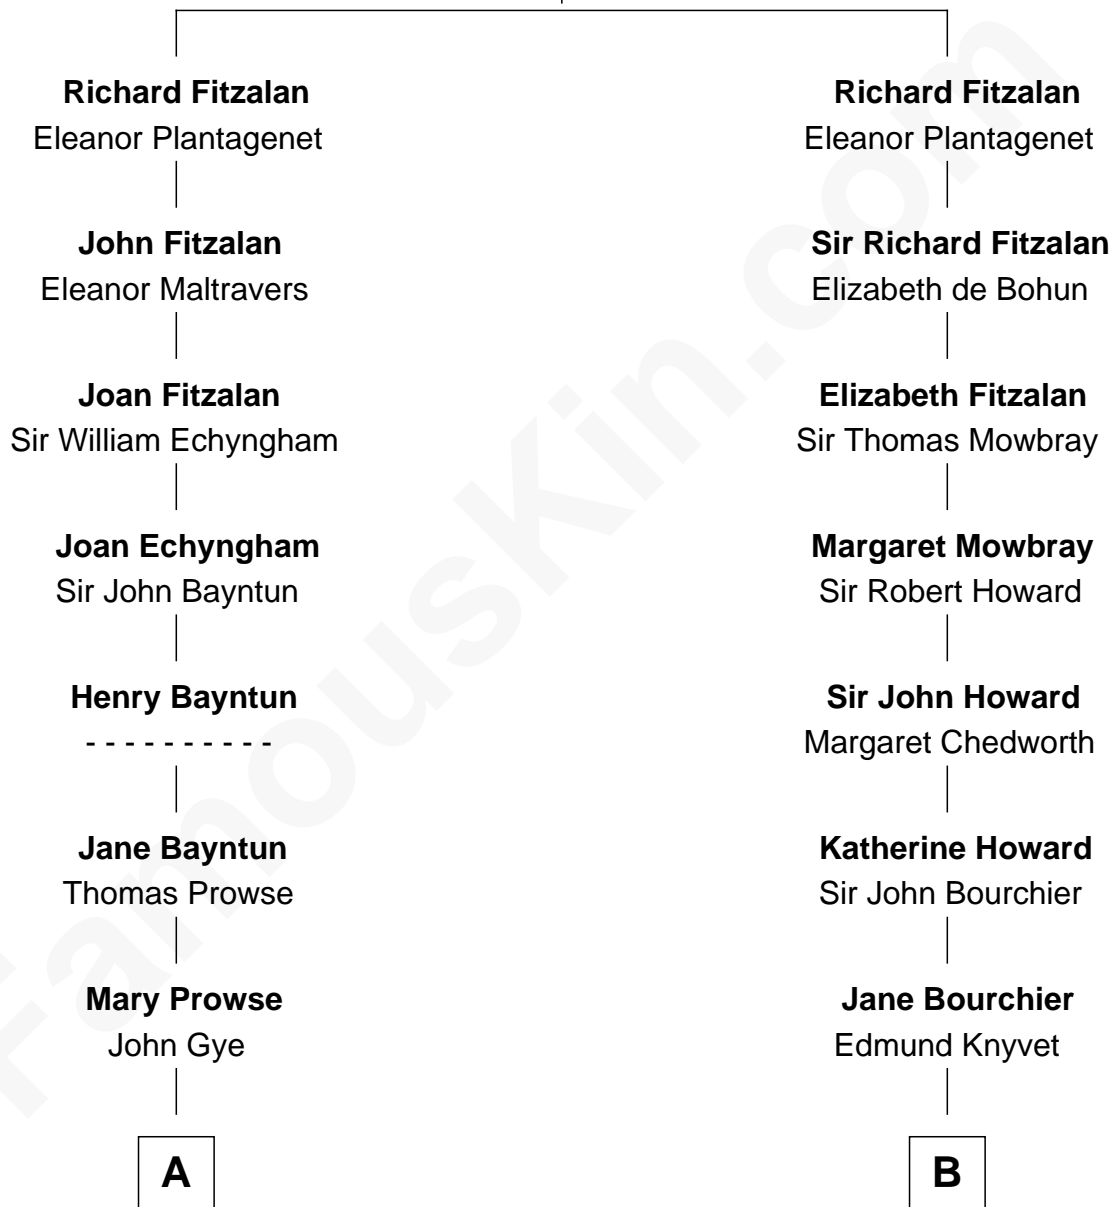 Richard Fitzalan
Eleanor Plantagenet
John Fitzalan
Eleanor Maltravers
Joan Fitzalan
Sir William Echyngham
Joan Echyngham
Sir John Bayntun
Henry Bayntun
- - - - - - - - - -
Jane Bayntun
Thomas Prowse
Mary Prowse
John Gye
A
Richard Fitzalan
Eleanor Plantagenet
Sir Richard Fitzalan
Elizabeth de Bohun
Elizabeth Fitzalan
Sir Thomas Mowbray
Margaret Mowbray
Sir Robert Howard
Sir John Howard
Margaret Chedworth
Katherine Howard
Sir John Bourchier
Jane Bourchier
Edmund Knyvet
B
FamousKin.com